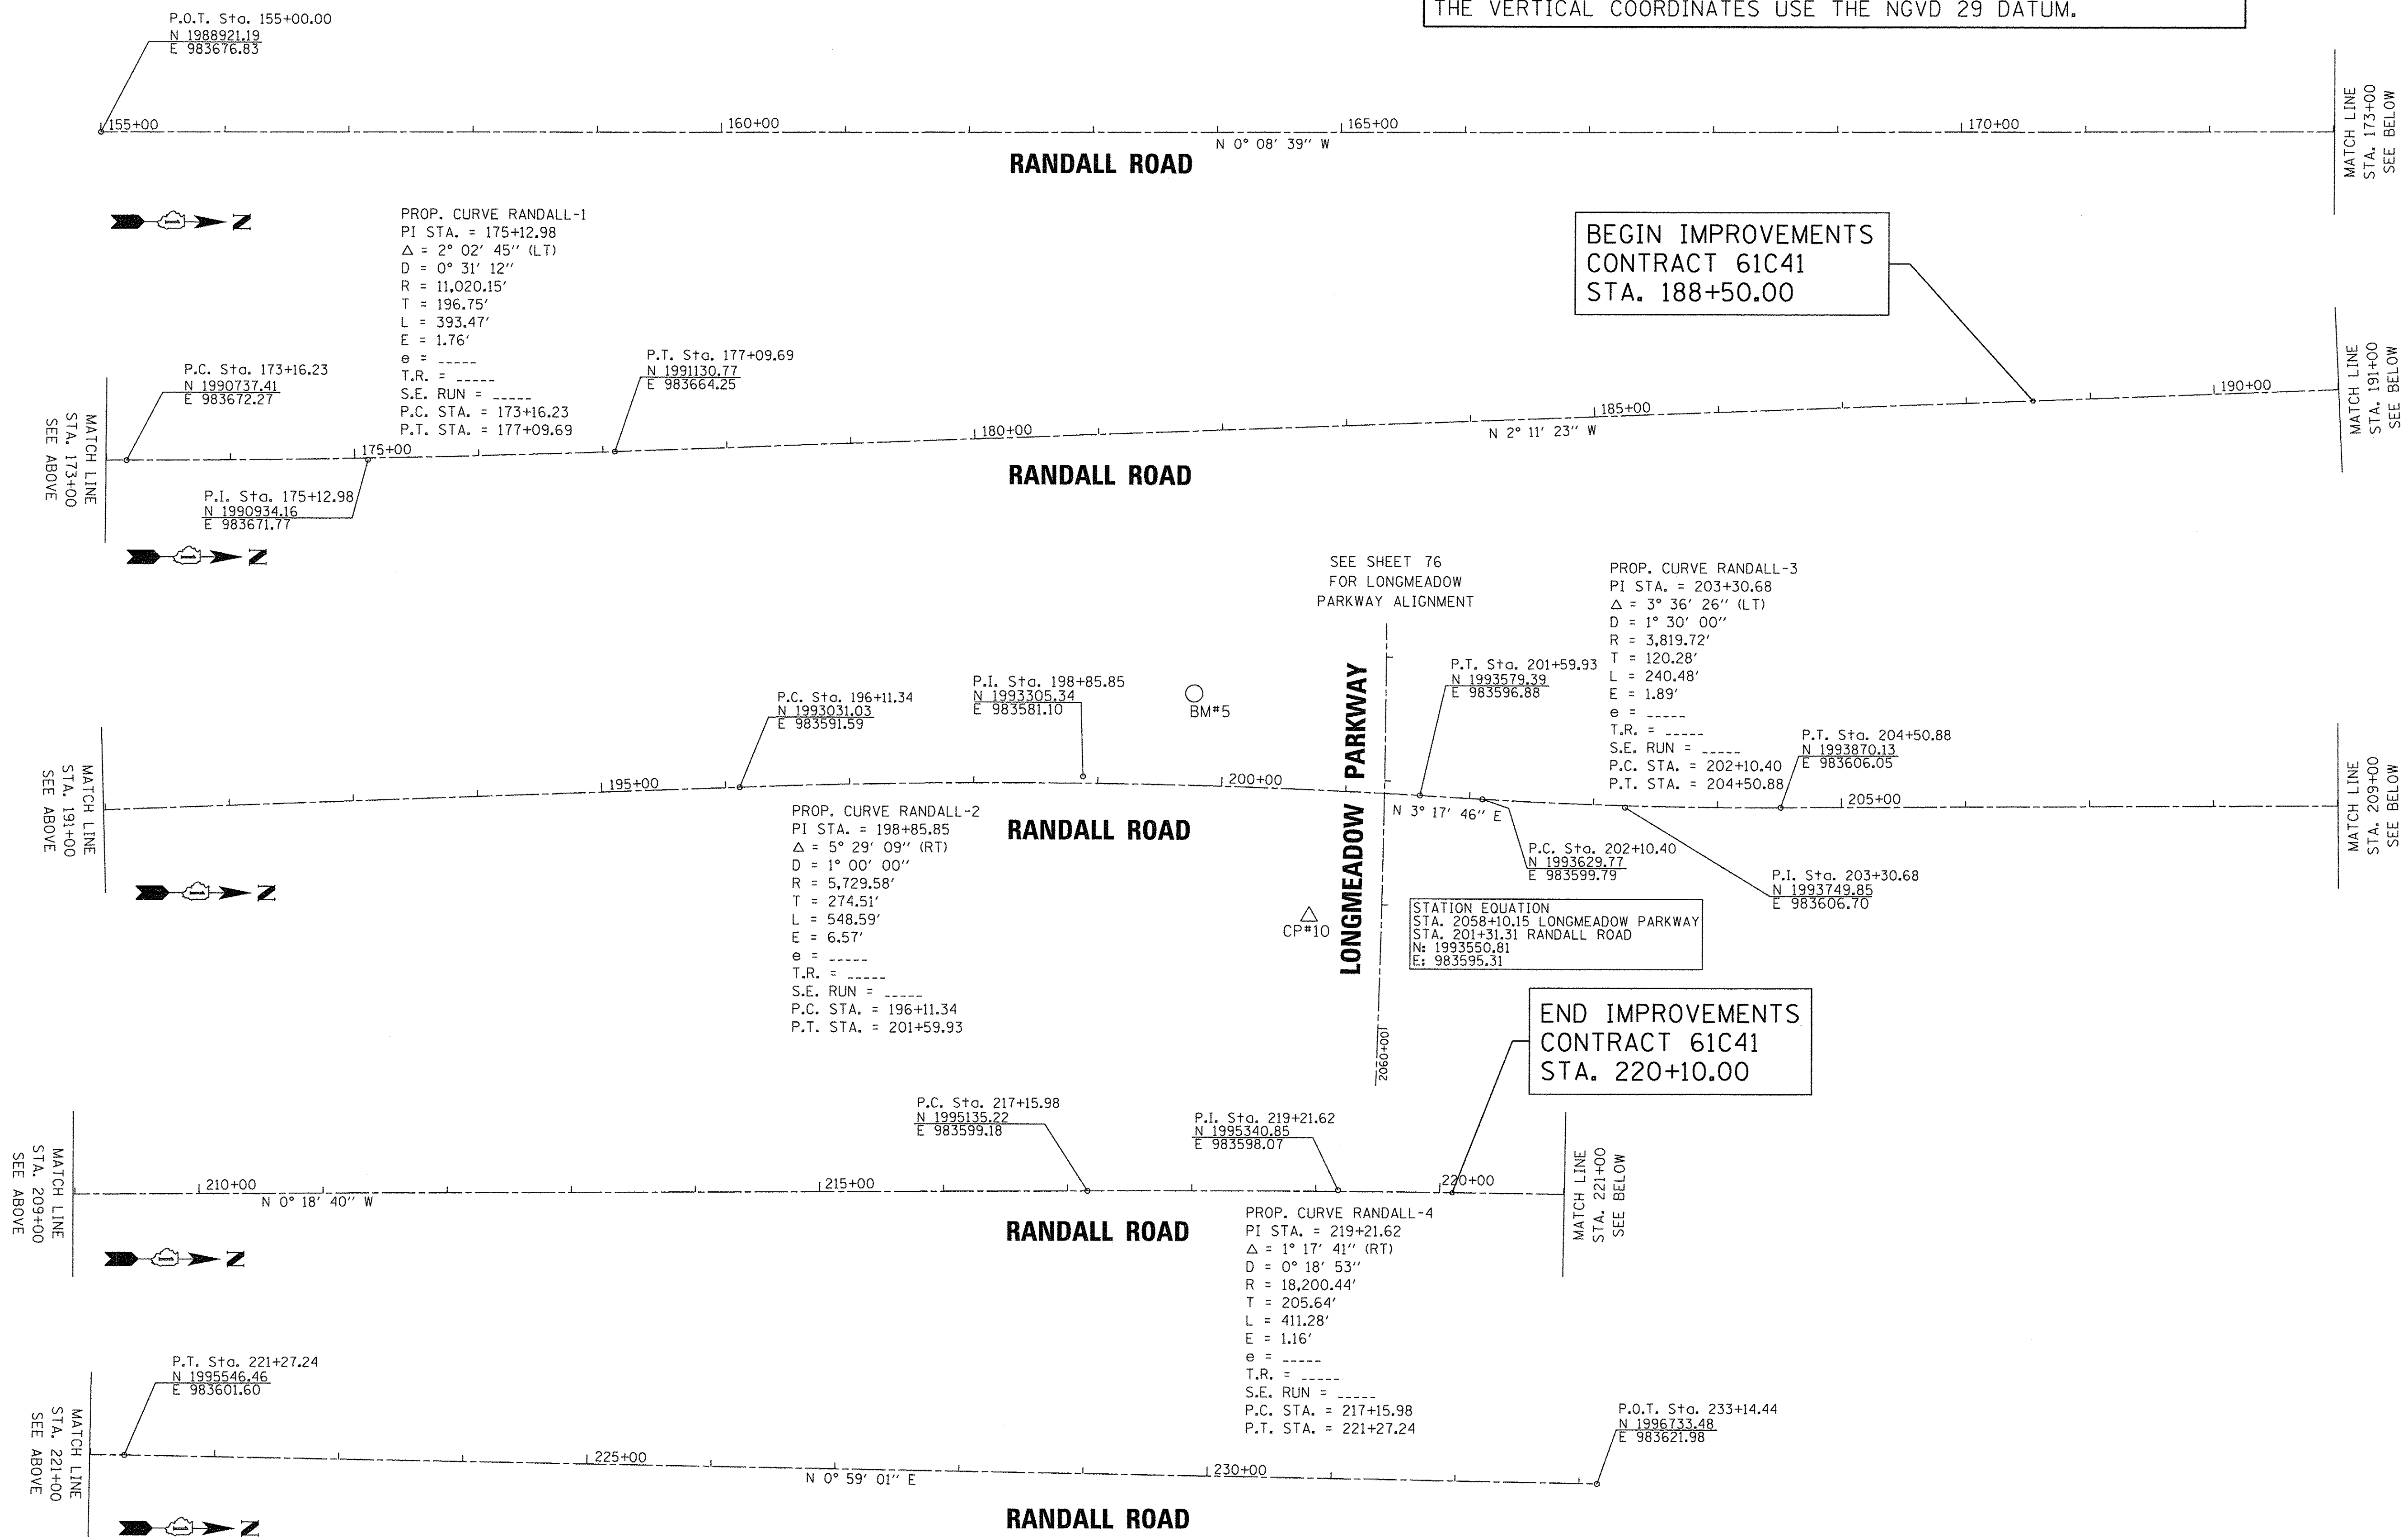 THE VERTICAL COORDINATES USE THE NGVD 29 DATUM.
P.O.T. Sta. 155+00.00
N 1988921.19
E 983676.83
155+00
160+00
165+00
170+00
N 0° 08' 39" W
RANDALL ROAD
MATCH LINE
STA. 173+00
SEE BELOW
N
PROP. CURVE RANDALL-1
PI STA. = 175+12.98
Δ = 2° 02' 45" (LT)
D = 0° 31' 12"
R = 11,020.15'
T = 196.75'
L = 393.47'
E = 1.76'
e = _____
T.R. = _____
S.E. RUN = _____
P.C. STA. = 173+16.23
P.T. STA. = 177+09.69
BEGIN IMPROVEMENTS
CONTRACT 61C41
STA. 188+50.00
P.C. Sta. 173+16.23
N 1990737.41
E 983672.27
P.T. Sta. 177+09.69
N 1991130.77
E 983664.25
MATCH LINE
STA. 173+00
SEE ABOVE
175+00
180+00
185+00
190+00
N 2° 11' 23" W
RANDALL ROAD
P.I. Sta. 175+12.98
N 1990934.16
E 983671.77
MATCH LINE
STA. 191+00
SEE BELOW
N
SEE SHEET 76
FOR LONGMEADOW
PARKWAY ALIGNMENT
PROP. CURVE RANDALL-3
PI STA. = 203+30.68
Δ = 3° 36' 26" (LT)
D = 1° 30' 00"
R = 3,819.72'
T = 120.28'
L = 240.48'
E = 1.89'
e = _____
T.R. = _____
S.E. RUN = _____
P.C. STA. = 202+10.40
P.T. STA. = 204+50.88
P.C. Sta. 196+11.34
N 1993031.03
E 983591.59
P.I. Sta. 198+85.85
N 1993305.34
E 983581.10
BM#5
LONGMEADOW PARKWAY
P.T. Sta. 201+59.93
N 1993579.39
E 983596.88
P.T. Sta. 204+50.88
N 1993870.13
E 983606.05
MATCH LINE
STA. 191+00
SEE ABOVE
195+00
200+00
205+00
N 3° 17' 46" E
RANDALL ROAD
MATCH LINE
STA. 209+00
SEE BELOW
PROP. CURVE RANDALL-2
PI STA. = 198+85.85
Δ = 5° 29' 09" (RT)
D = 1° 00' 00"
R = 5,729.58'
T = 274.51'
L = 548.59'
E = 6.57'
e = _____
T.R. = _____
S.E. RUN = _____
P.C. STA. = 196+11.34
P.T. STA. = 201+59.93
P.C. Sta. 202+10.40
N 1993629.77
E 983599.79
P.I. Sta. 203+30.68
N 1993749.85
E 983606.70
N
CP#10
STATION EQUATION
STA. 2058+10.15 LONGMEADOW PARKWAY
STA. 201+31.31 RANDALL ROAD
N: 1993550.81
E: 983595.31
2060+00
END IMPROVEMENTS
CONTRACT 61C41
STA. 220+10.00
P.C. Sta. 217+15.98
N 1995135.22
E 983599.18
P.I. Sta. 219+21.62
N 1995340.85
E 983598.07
MATCH LINE
STA. 209+00
SEE ABOVE
210+00
215+00
220+00
N 0° 18' 40" W
RANDALL ROAD
MATCH LINE
STA. 221+00
SEE BELOW
N
PROP. CURVE RANDALL-4
PI STA. = 219+21.62
Δ = 1° 17' 41" (RT)
D = 0° 18' 53"
R = 18,200.44'
T = 205.64'
L = 411.28'
E = 1.16'
e = _____
T.R. = _____
S.E. RUN = _____
P.C. STA. = 217+15.98
P.T. STA. = 221+27.24
P.T. Sta. 221+27.24
N 1995546.46
E 983601.60
P.O.T. Sta. 233+14.44
N 1996733.48
E 983621.98
MATCH LINE
STA. 221+00
SEE ABOVE
225+00
230+00
N 0° 59' 01" E
RANDALL ROAD
N